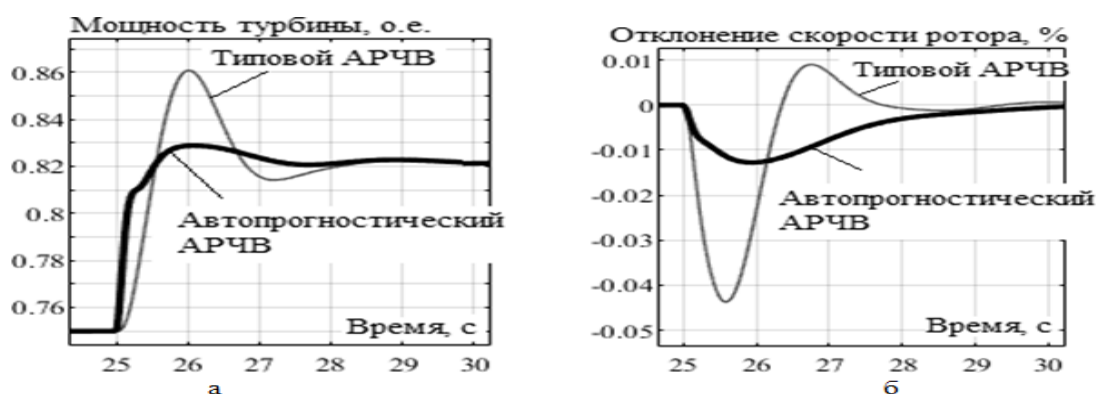 Мощность турбины, о.е.
0.86
0.84
0.82
0.8
0.78
0.76
Типовой АРЧВ
Автопрогностический
АРЧВ
Время, с
25 26 27 28 29 30
а
Отклонение скорости ротора, %
0.01
0
-0.01
-0.02
-0.03
-0.04
-0.05
Типовой АРЧВ
Автопрогностический
АРЧВ
Время, с
25 26 27 28 29 30
б